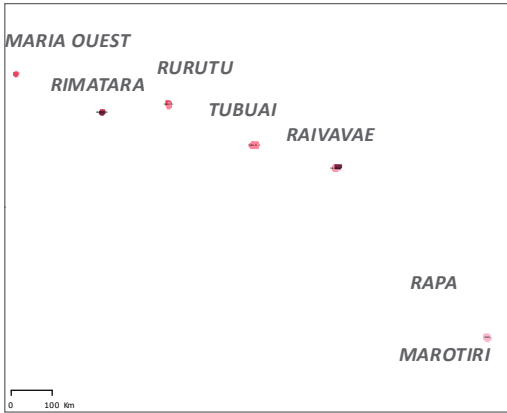 MARIA OUEST
RURUTU
RIMATARA
TUBUAI
RAIVAVAE
RAPA
MAROTIRI
0 100 Km